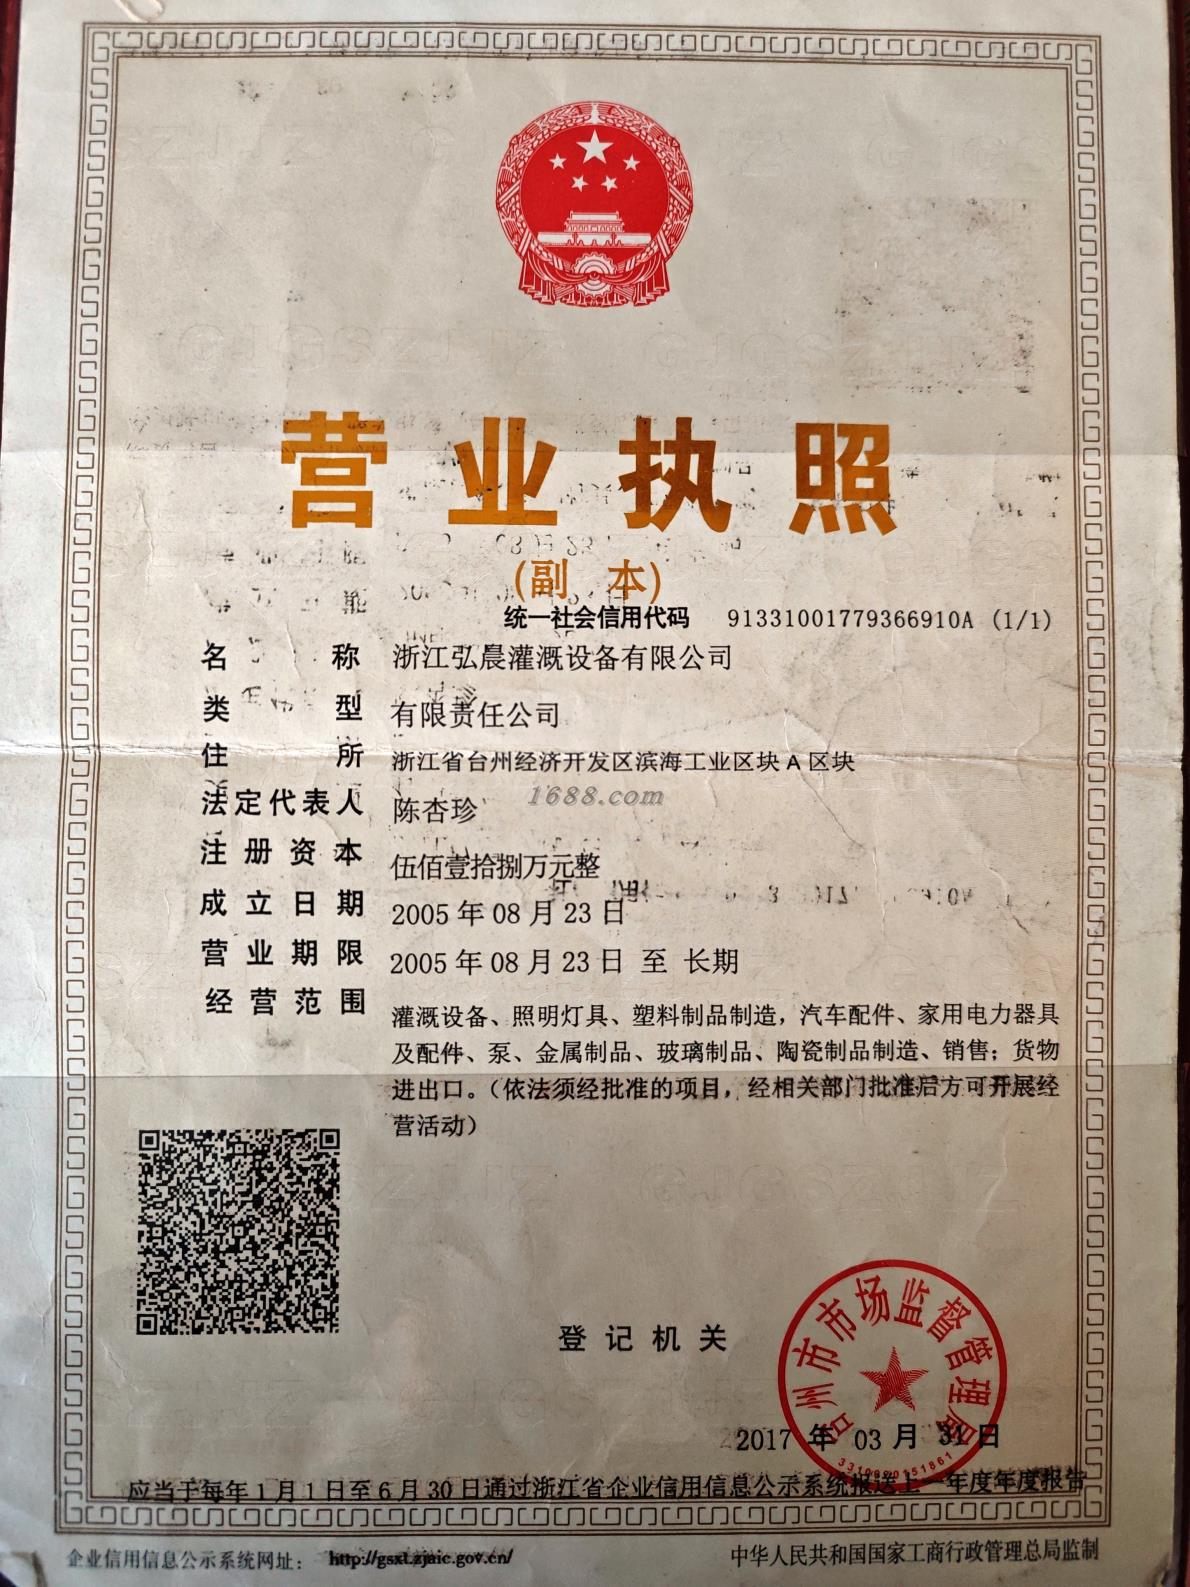 营业执照
(副 本)
统一社会信用代码 91331001779366910A (1/1)
名称 浙江弘晨灌溉设备有限公司
类型 有限责任公司
住所 浙江省台州经济开发区滨海工业区块A区块
1688.com
法定代表人 陈杏珍
注册资本 伍佰壹拾捌万元整
成立日期 2005年08月23日
营业期限 2005年08月23日 至 长期
经营范围 灌溉设备、照明灯具、塑料制品制造，汽车配件、家用电力器具
及配件、泵、金属制品、玻璃制品、陶瓷制品制造、销售；货物
进出口。（依法须经批准的项目，经相关部门批准后方可开展经
营活动）
登记机关
台州市市场监督管理局
2017年03月31日
3310000151861
应当于每年1月1日至6月30日通过浙江省企业信用信息公示系统报送上一年度年度报告
企业信用信息公示系统网址： http://gsxt.zjaic.gov.cn/ 中华人民共和国国家工商行政管理总局监制